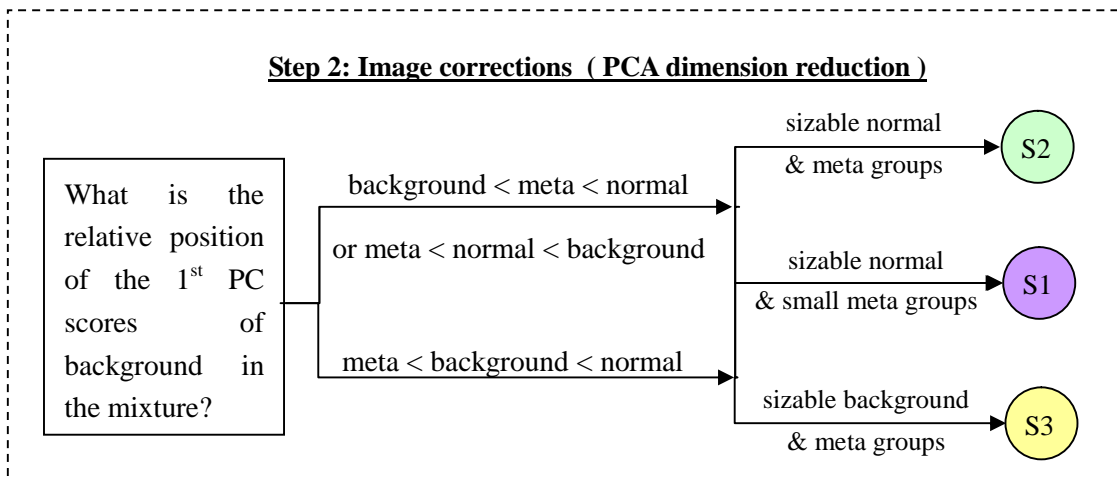 Step 2: Image corrections ( PCA dimension reduction )
What is the
relative position
of the 1st PC
scores of
background in
the mixture?
background < meta < normal
or meta < normal < background
meta < background < normal
sizable normal
& meta groups
S2
sizable normal
& small meta groups
S1
sizable background
& meta groups
S3